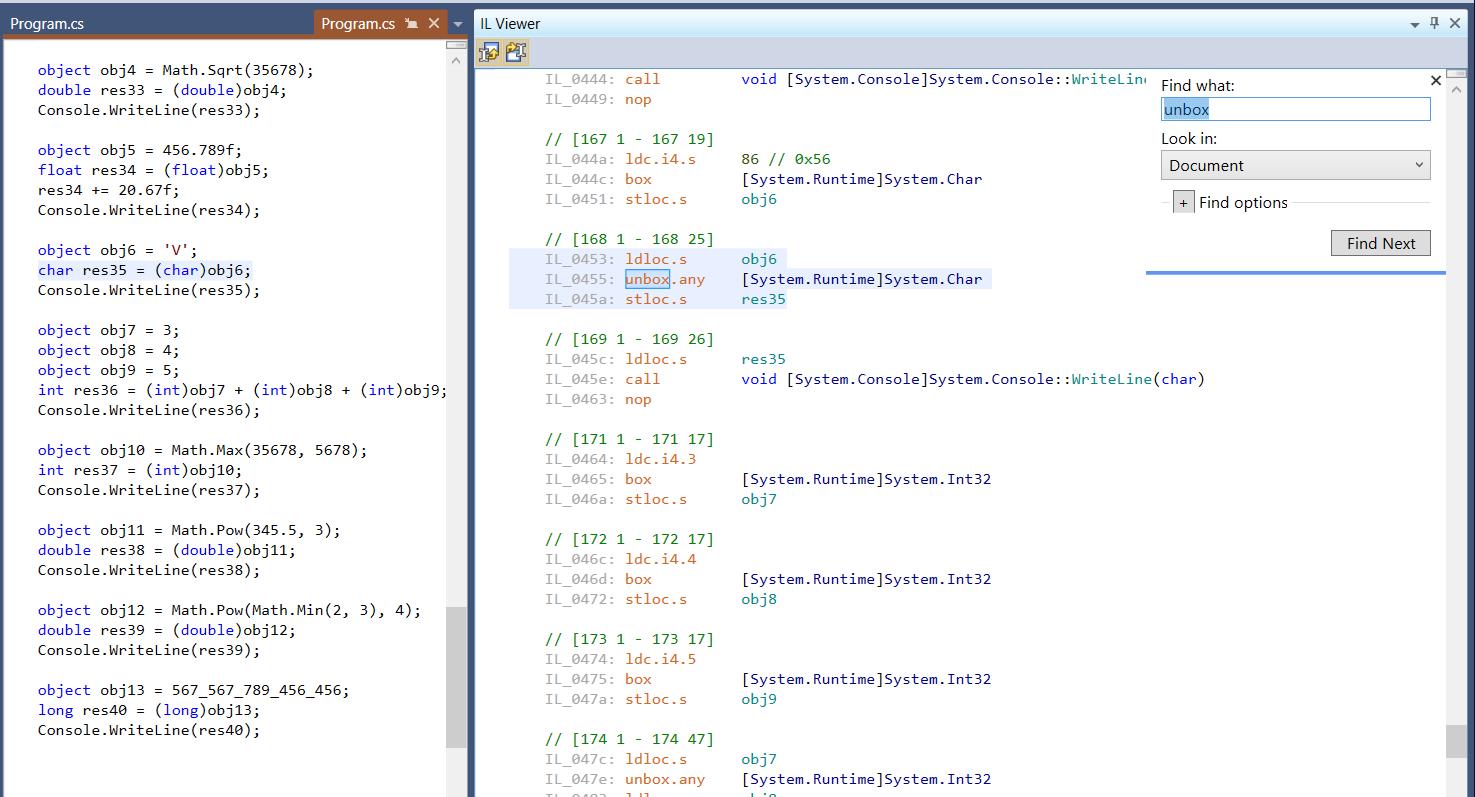 Program.cs
Program.cs
object obj4 = Math.Sqrt(35678);
double res33 = (double)obj4;
Console.WriteLine(res33);
object obj5 = 456.789f;
float res34 = (float)obj5;
res34 += 20.67f;
Console.WriteLine(res34);
object obj6 = 'V';
char res35 = (char)obj6;
Console.WriteLine(res35);
object obj7 = 3;
object obj8 = 4;
object obj9 = 5;
int res36 = (int)obj7 + (int)obj8 + (int)obj9;
Console.WriteLine(res36);
object obj10 = Math.Max(35678, 5678);
int res37 = (int)obj10;
Console.WriteLine(res37);
object obj11 = Math.Pow(345.5, 3);
double res38 = (double)obj11;
Console.WriteLine(res38);
object obj12 = Math.Pow(Math.Min(2, 3), 4);
double res39 = (double)obj12;
Console.WriteLine(res39);
object obj13 = 567_567_789_456_456;
long res40 = (long)obj13;
Console.WriteLine(res40);
IL Viewer
IL_0444: call void [System.Console]System.Console::WriteLine
IL_0449: nop
// [167 1 - 167 19]
IL_044a: ldc.i4.s 86 // 0x56
IL_044c: box [System.Runtime]System.Char
IL_0451: stloc.s obj6
// [168 1 - 168 25]
IL_0453: ldloc.s obj6
IL_0455: unbox.any [System.Runtime]System.Char
IL_045a: stloc.s res35
// [169 1 - 169 26]
IL_045c: ldloc.s res35
IL_045e: call void [System.Console]System.Console::WriteLine(char)
IL_0463: nop
// [171 1 - 171 17]
IL_0464: ldc.i4.3
IL_0465: box [System.Runtime]System.Int32
IL_046a: stloc.s obj7
// [172 1 - 172 17]
IL_046c: ldc.i4.4
IL_046d: box [System.Runtime]System.Int32
IL_0472: stloc.s obj8
// [173 1 - 173 17]
IL_0474: ldc.i4.5
IL_0475: box [System.Runtime]System.Int32
IL_047a: stloc.s obj9
// [174 1 - 174 47]
IL_047c: ldloc.s obj7
IL_047e: unbox.any [System.Runtime]System.Int32
Find what:
unbox
Look in:
Document
+ Find options
Find Next